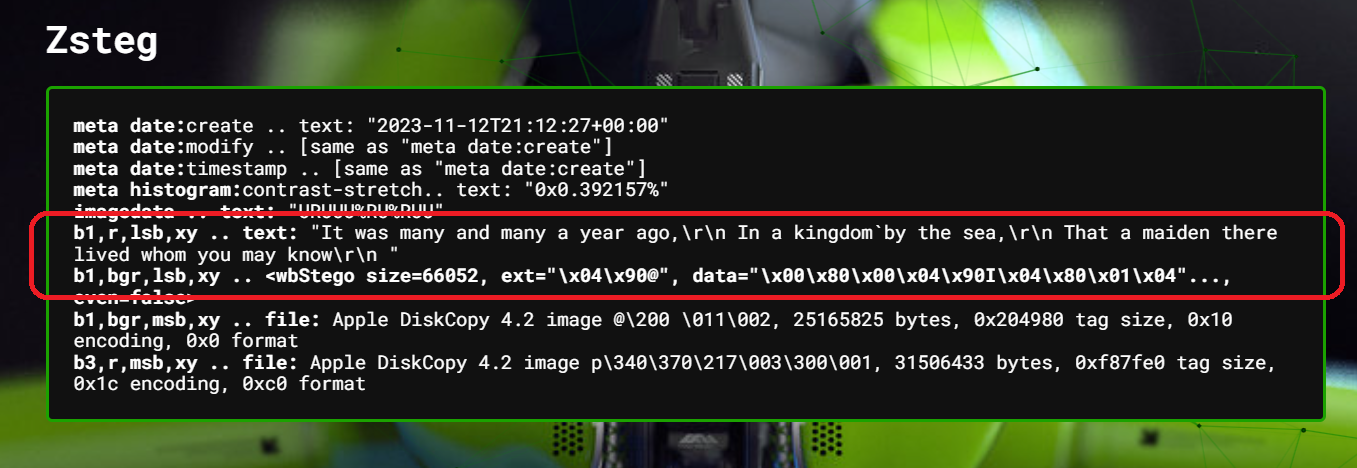 Zsteg
meta date:create .. text: "2023-11-12T21:12:27+00:00"
meta date:modify .. [same as "meta date:create"]
meta date:timestamp .. [same as "meta date:create"]
meta histogram:contrast-stretch.. text: "0x0.392157%"
imagedata .. text:
b1,r,lsb,xy .. text: "It was many and many a year ago,\r\n In a kingdom`by the sea,\r\n That a maiden there
lived whom you may know\r\n "
b1,bgr,lsb,xy .. <wbStego size=66052, ext="\x04\x90@", data="\x00\x80\x00\x04\x90I\x04\x80\x01\x04"...,
even=false>
b1,bgr,msb,xy .. file: Apple DiskCopy 4.2 image @\200 \011\002, 25165825 bytes, 0x204980 tag size, 0x10
encoding, 0x0 format
b3,r,msb,xy .. file: Apple DiskCopy 4.2 image p\340\370\217\003\300\001, 31506433 bytes, 0xf87fe0 tag size,
0x1c encoding, 0xc0 format